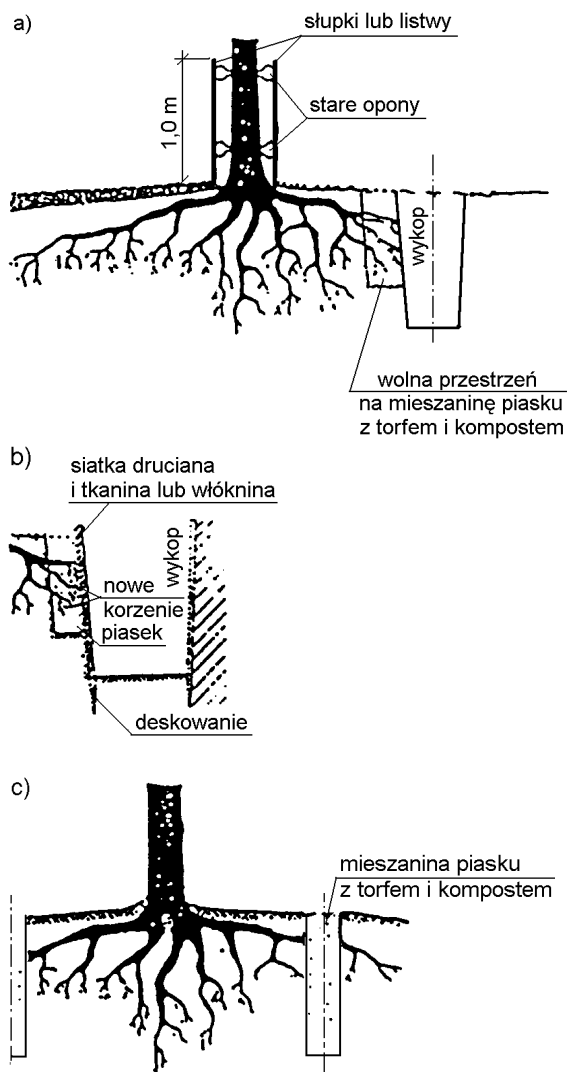 a)
słupki lub listwy
stare opony
1,0 m
wykop
wolna przestrzeń
na mieszaninę piasku
z torfem i kompostem
b)
siatka druciana
i tkanina lub włóknina
wykop
nowe
korzenie
piasek
deskowanie
c)
mieszanina piasku
z torfem i kompostem